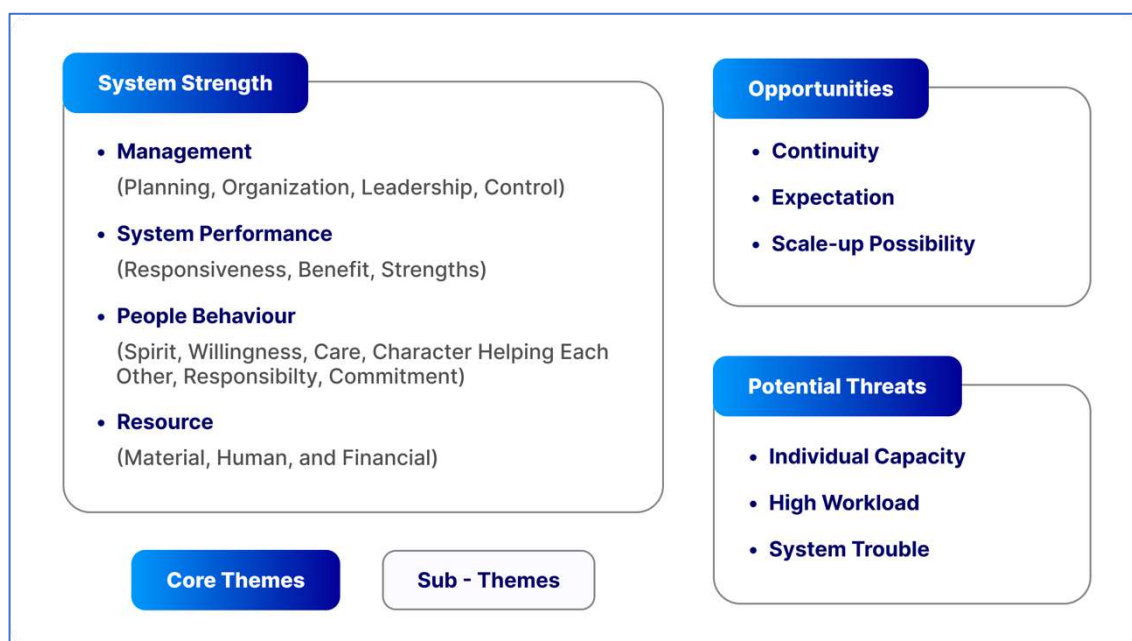 System Strength
• Management
(Planning, Organization, Leadership, Control)
• System Performance
(Responsiveness, Benefit, Strengths)
• People Behaviour
(Spirit, Willingness, Care, Character Helping Each
Other, Responsibilty, Commitment)
• Resource
(Material, Human, and Financial)
Opportunities
• Continuity
• Expectation
• Scale-up Possibility
Potential Threats
• Individual Capacity
• High Workload
• System Trouble
Core Themes
Sub - Themes